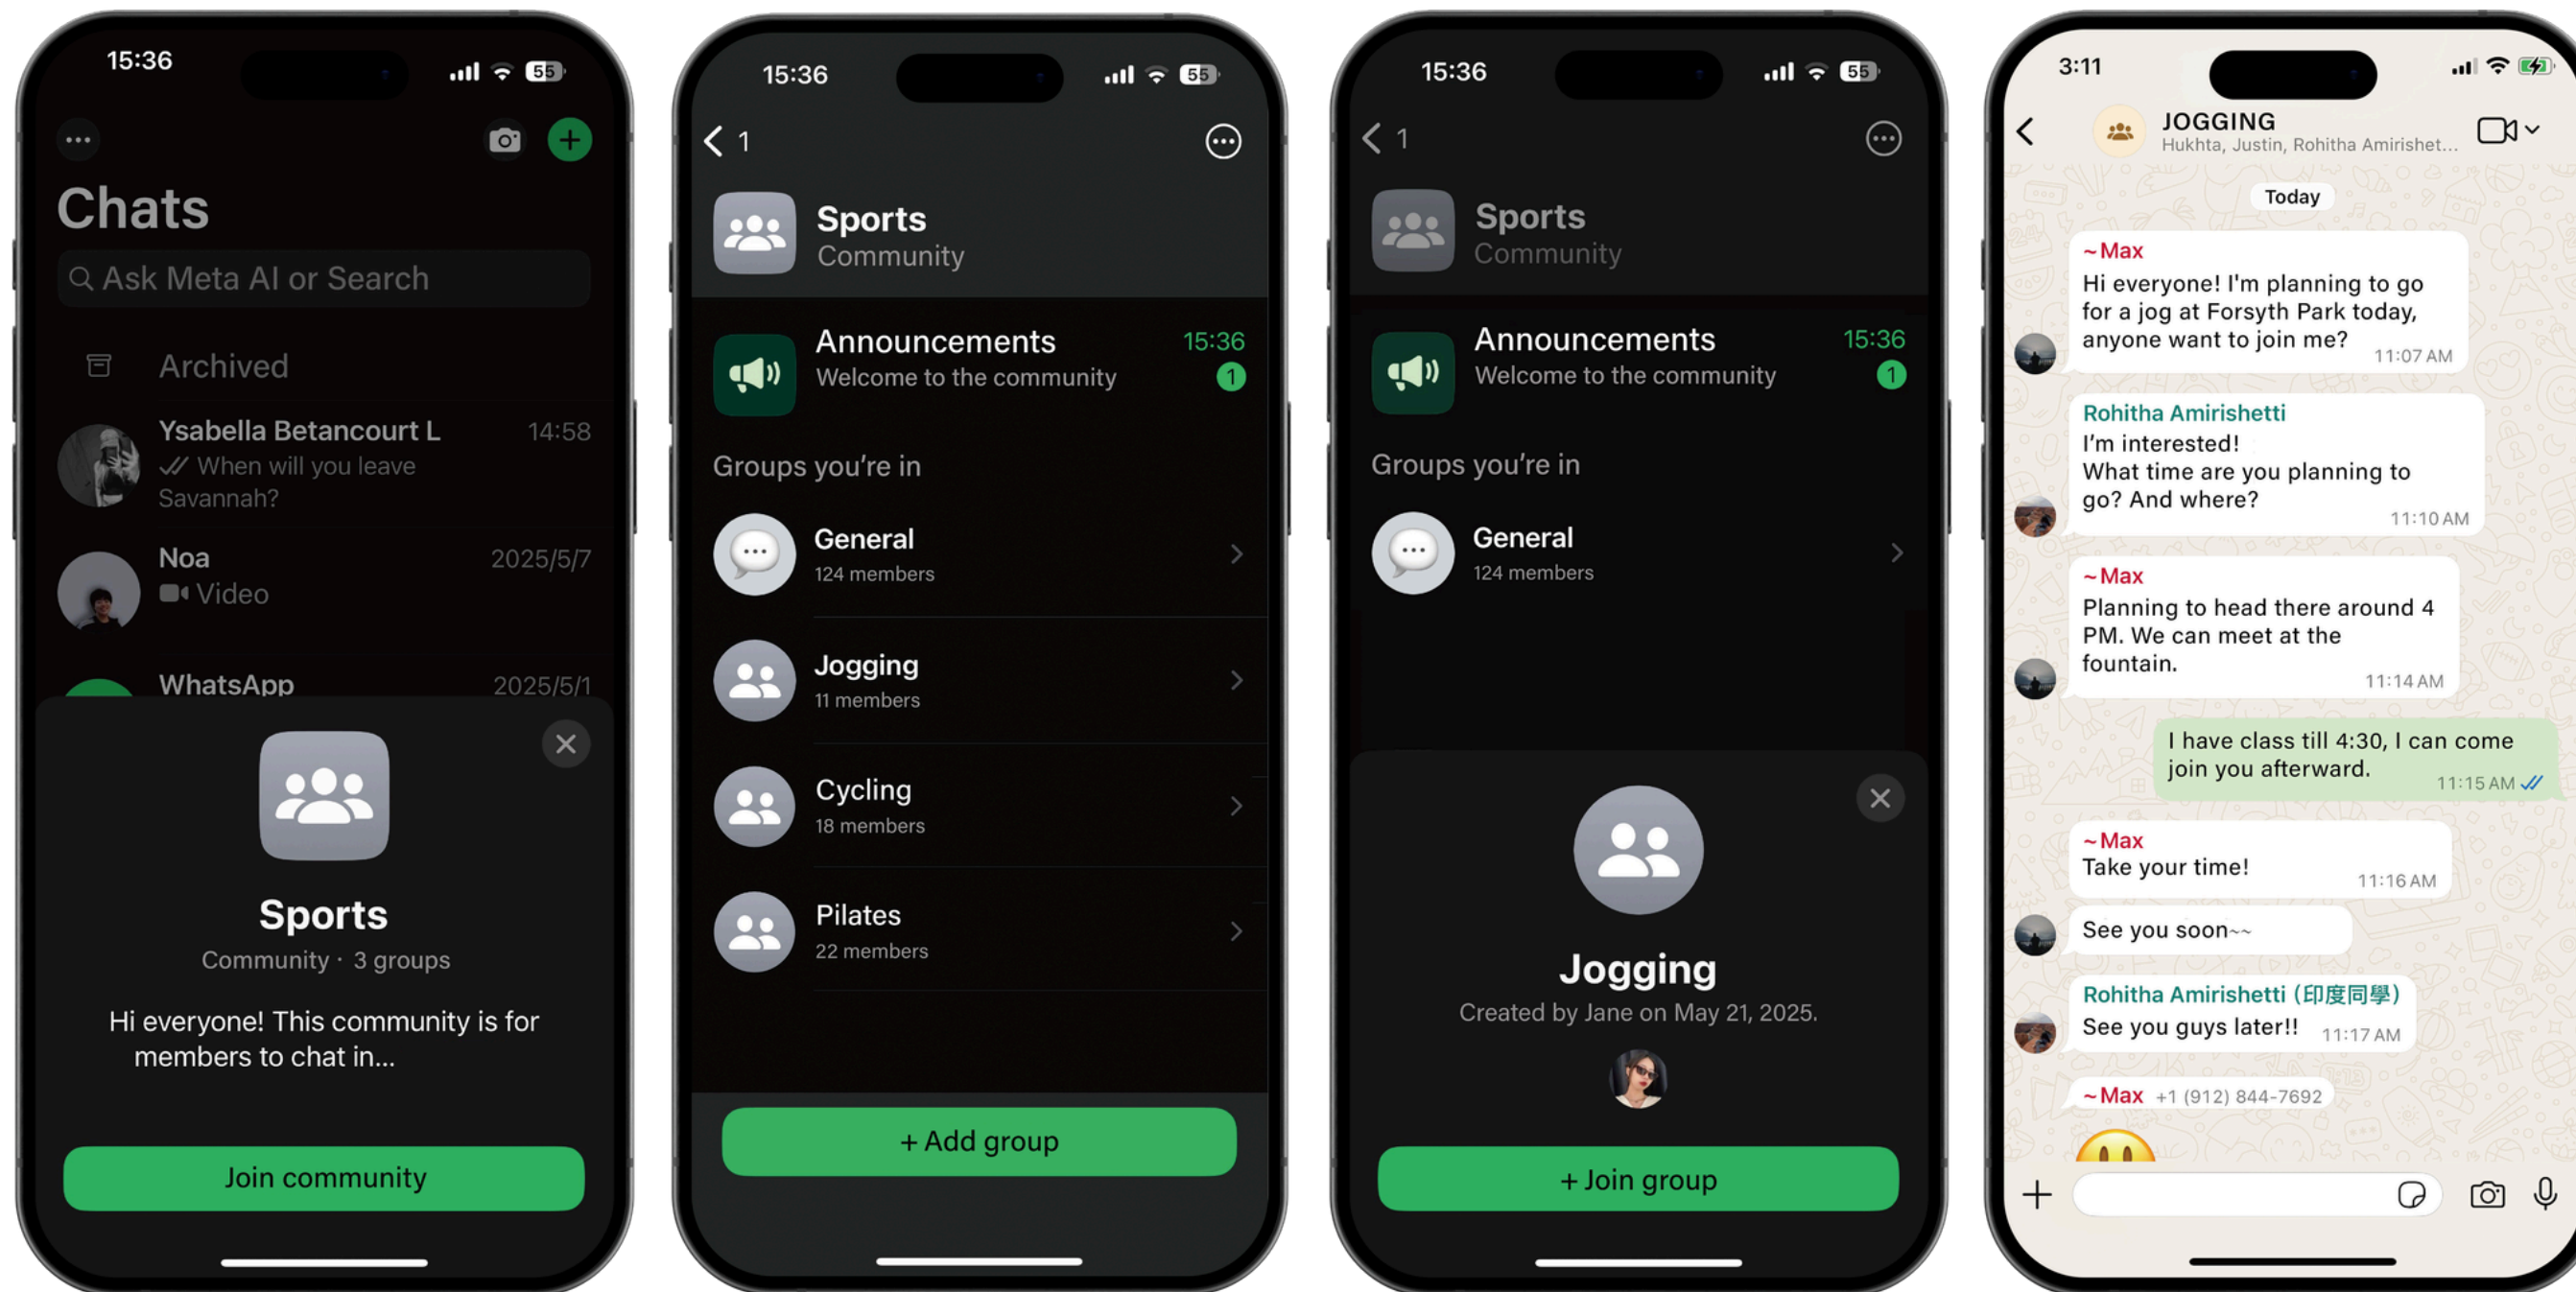 15:36
55
Chats
Ask Meta AI or Search
Archived
Ysabella Betancourt L 14:58
When will you leave
Savannah?
Noa 2025/5/7
Video
WhatsApp 2025/5/1
Sports
Community · 3 groups
Hi everyone! This community is for
members to chat in...
Join community
15:36
55
1
Sports
Community
Announcements 15:36
Welcome to the community 1
Groups you're in
General
124 members
Jogging
11 members
Cycling
18 members
Pilates
22 members
+ Add group
15:36
55
1
Sports
Community
Announcements 15:36
Welcome to the community 1
Groups you're in
General
124 members
Jogging
Created by Jane on May 21, 2025.
+ Join group
3:11
JOGGING
Hukhta, Justin, Rohitha Amirishet...
Today
~Max
Hi everyone! I'm planning to go
for a jog at Forsyth Park today,
anyone want to join me?
11:07 AM
Rohitha Amirishetti
I'm interested!
What time are you planning to
go? And where?
11:10 AM
~Max
Planning to head there around 4
PM. We can meet at the
fountain.
11:14 AM
I have class till 4:30, I can come
join you afterward.
11:15 AM
~Max
Take your time!
11:16 AM
See you soon~~
Rohitha Amirishetti (印度同學)
See you guys later!! 11:17 AM
~Max +1 (912) 844-7692